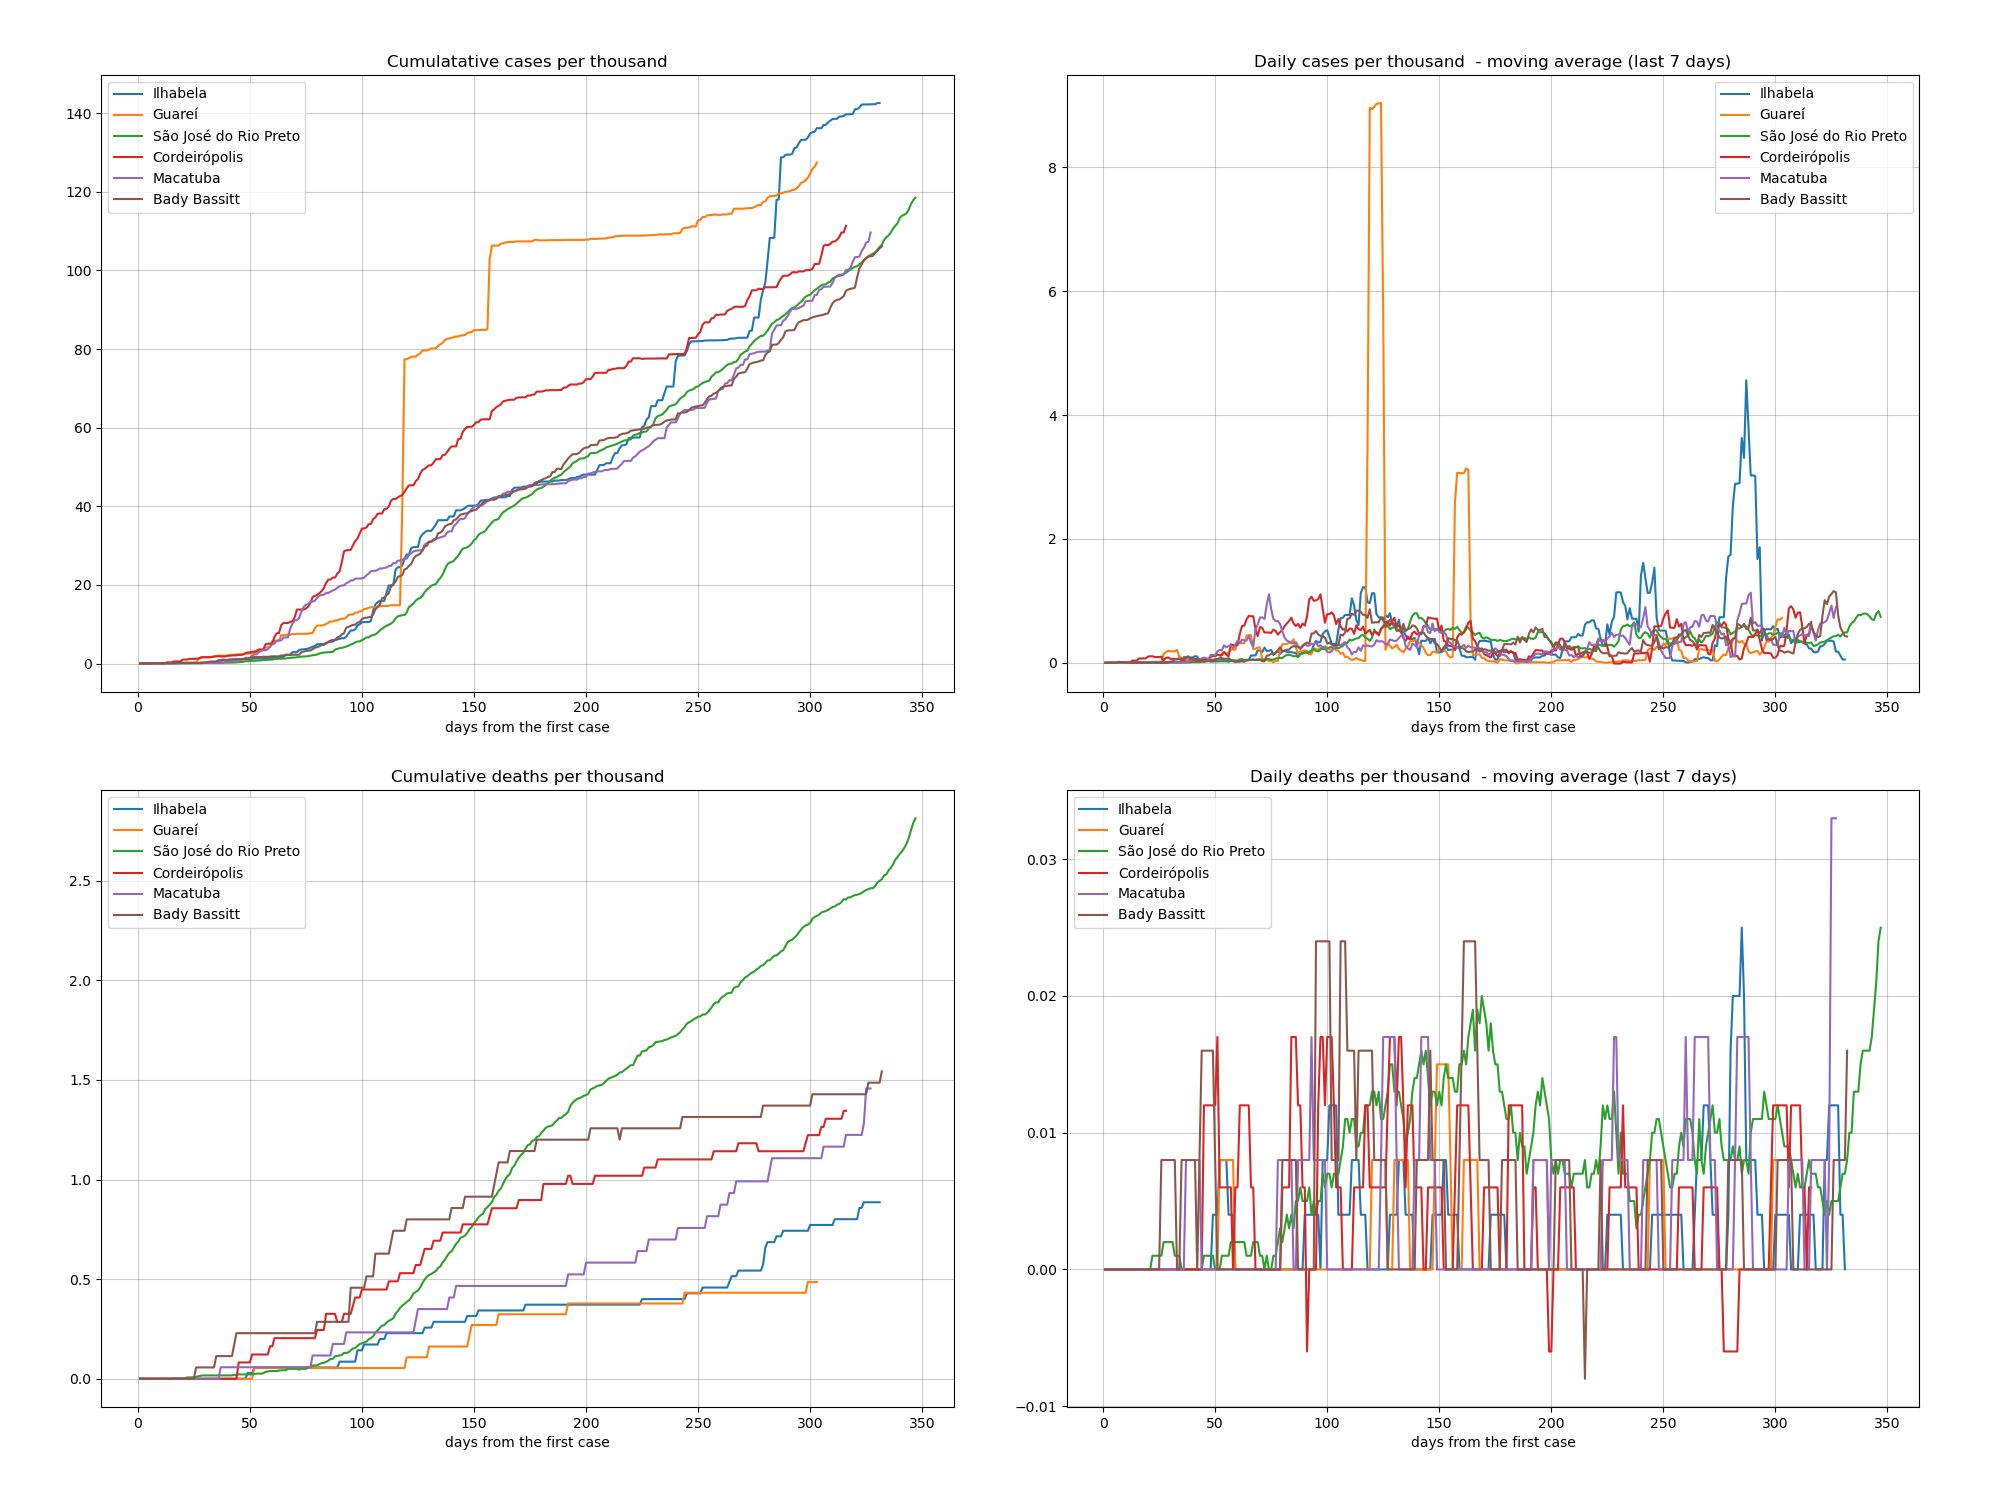 Cumulatative cases per thousand
Ilhabela
Guareí
São José do Rio Preto
Cordeirópolis
Macatuba
Bady Bassitt
140
120
100
80
60
40
20
0
0 50 100 150 200 250 300 350
days from the first case
Daily cases per thousand  - moving average (last 7 days)
Ilhabela
Guareí
São José do Rio Preto
Cordeirópolis
Macatuba
Bady Bassitt
8
6
4
2
0
0 50 100 150 200 250 300 350
days from the first case
Cumulative deaths per thousand
Ilhabela
Guareí
São José do Rio Preto
Cordeirópolis
Macatuba
Bady Bassitt
2.5
2.0
1.5
1.0
0.5
0.0
0 50 100 150 200 250 300 350
days from the first case
Daily deaths per thousand  - moving average (last 7 days)
Ilhabela
Guareí
São José do Rio Preto
Cordeirópolis
Macatuba
Bady Bassitt
0.03
0.02
0.01
0.00
−0.01
0 50 100 150 200 250 300 350
days from the first case